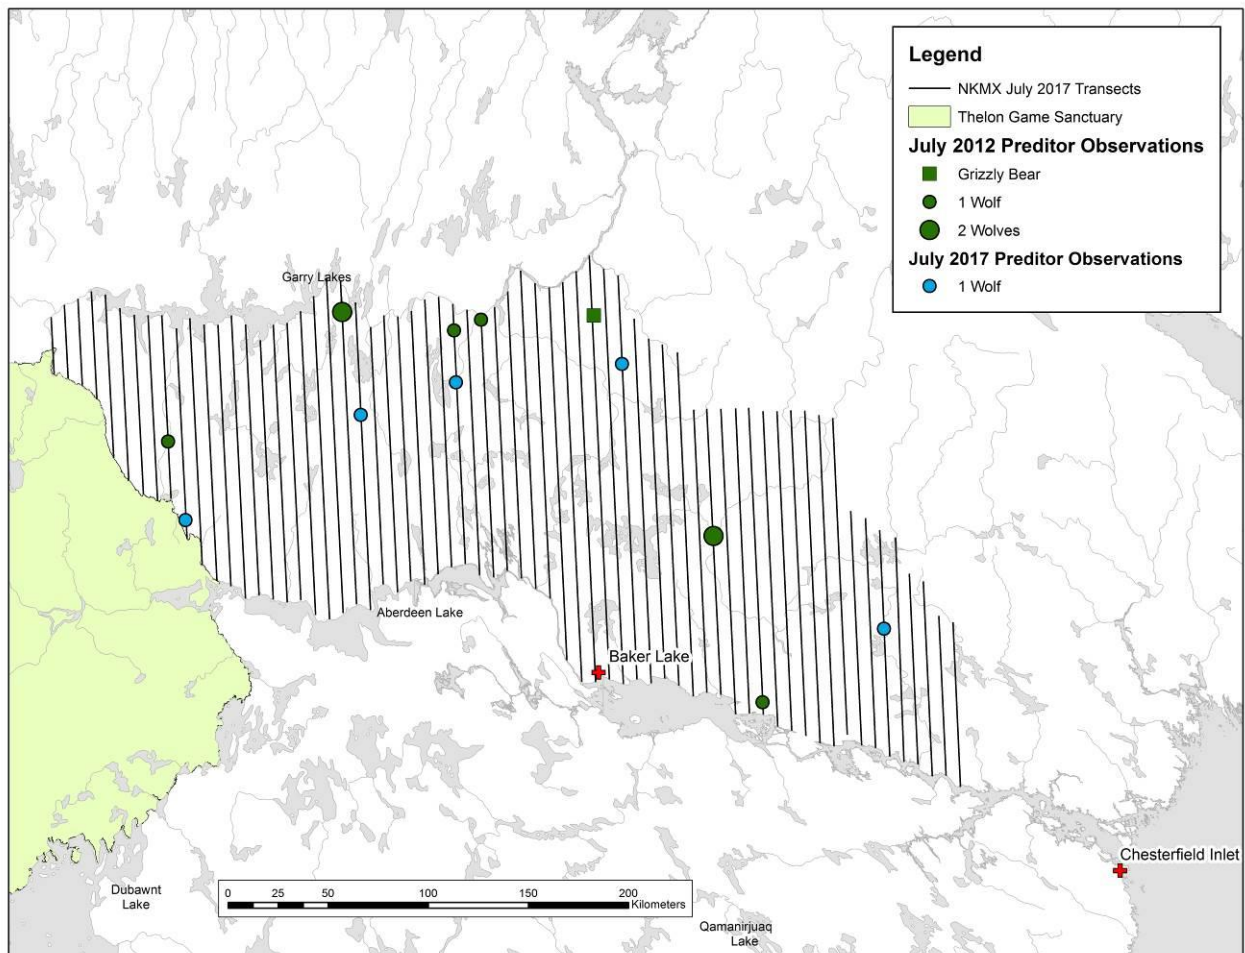 Legend
NKMX July 2017 Transects
Thelon Game Sanctuary
July 2012 Preditor Observations
Grizzly Bear
1 Wolf
2 Wolves
July 2017 Preditor Observations
1 Wolf
Garry Lakes
Aberdeen Lake
Baker Lake
Chesterfield Inlet
Dubawnt
Lake
0 25 50 100 150 200
Kilometers
Qamanirjuaq
Lake